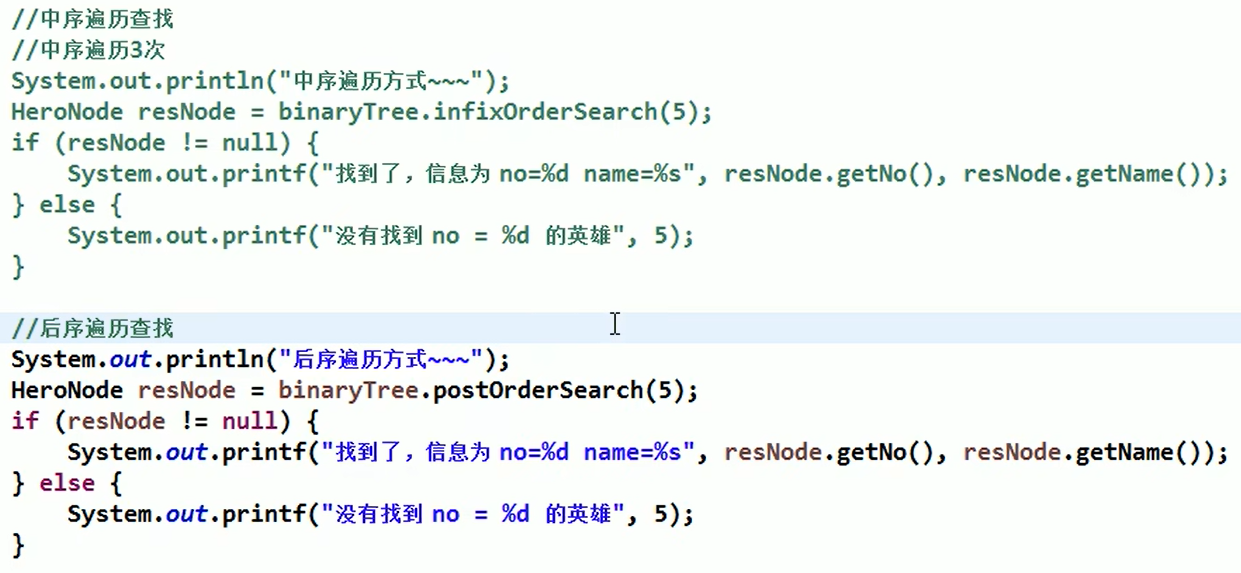 //中序遍历查找
//中序遍历3次
System.out.println("中序遍历方式~~~");
HeroNode resNode = binaryTree.infixOrderSearch(5);
if (resNode != null) {
    System.out.printf("找到了，信息为 no=%d name=%s", resNode.getNo(), resNode.getName());
} else {
    System.out.printf("没有找到 no = %d 的英雄", 5);
}
//后序遍历查找
System.out.println("后序遍历方式~~~");
HeroNode resNode = binaryTree.postOrderSearch(5);
if (resNode != null) {
    System.out.printf("找到了，信息为 no=%d name=%s", resNode.getNo(), resNode.getName());
} else {
    System.out.printf("没有找到 no = %d 的英雄", 5);
}